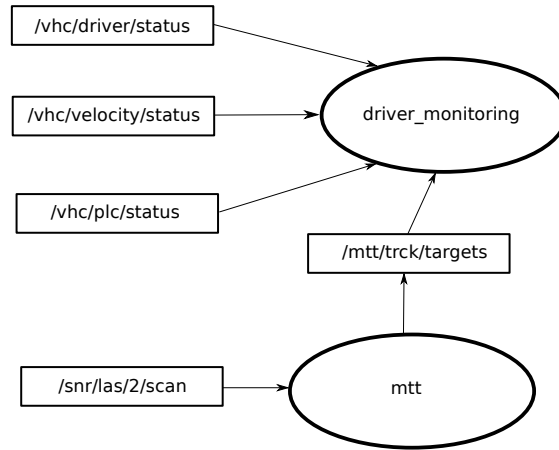 /vhc/driver/status
/vhc/velocity/status
driver_monitoring
/vhc/plc/status
/mtt/trck/targets
/snr/las/2/scan
mtt